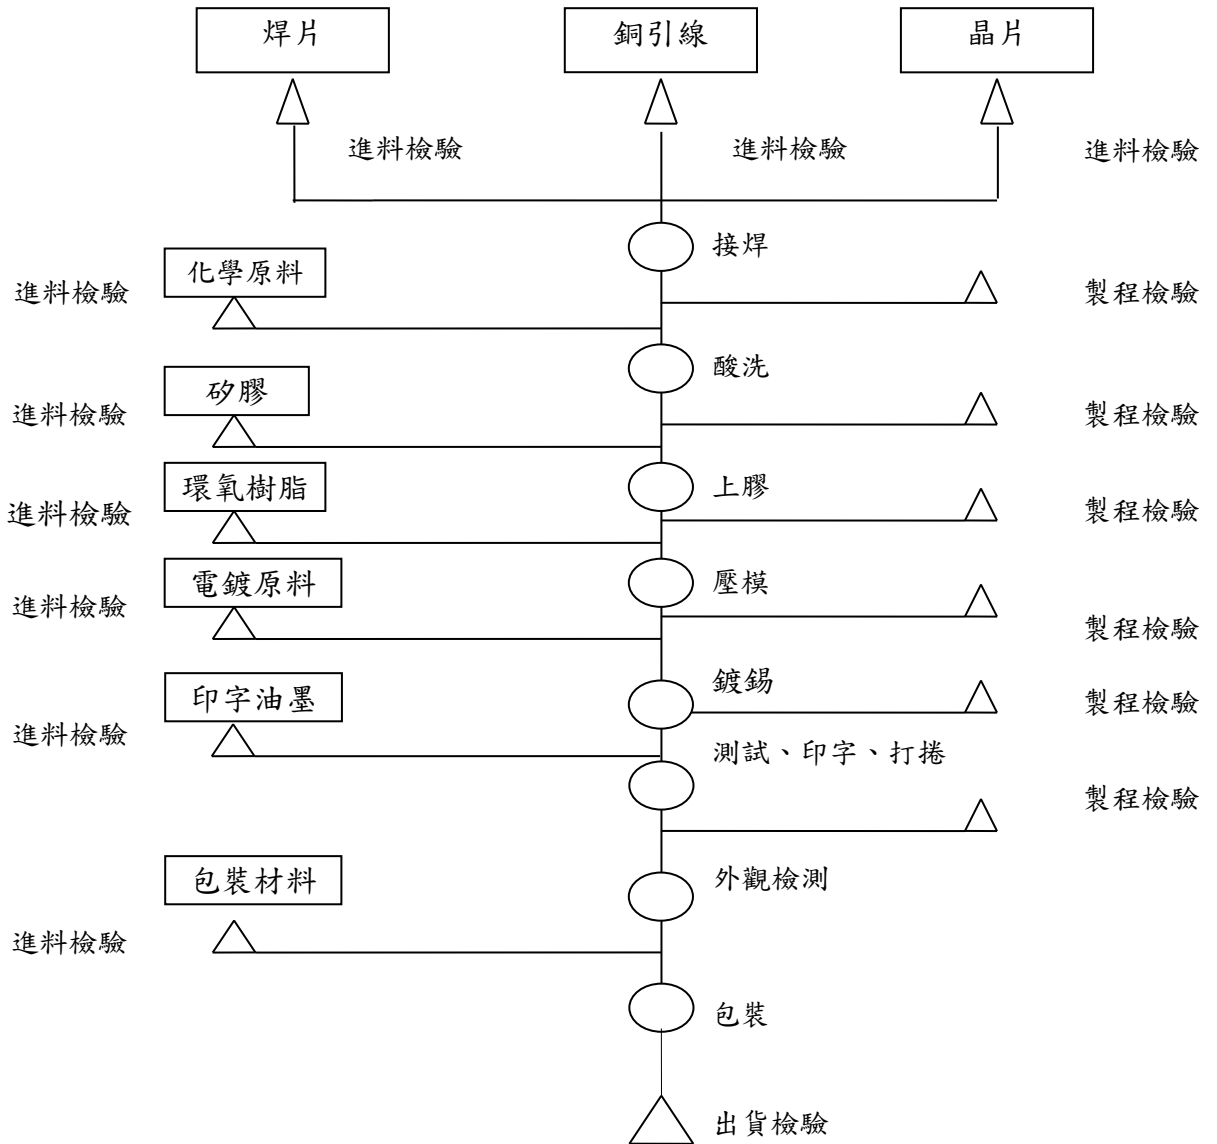 焊片
銅引線
晶片
進料檢驗
進料檢驗
進料檢驗
接焊
化學原料
進料檢驗
製程檢驗
酸洗
矽膠
進料檢驗
製程檢驗
環氧樹脂
上膠
進料檢驗
製程檢驗
電鍍原料
壓模
進料檢驗
製程檢驗
鍍錫
印字油墨
製程檢驗
進料檢驗
測試、印字、打捲
製程檢驗
包裝材料
外觀檢測
進料檢驗
包裝
出貨檢驗